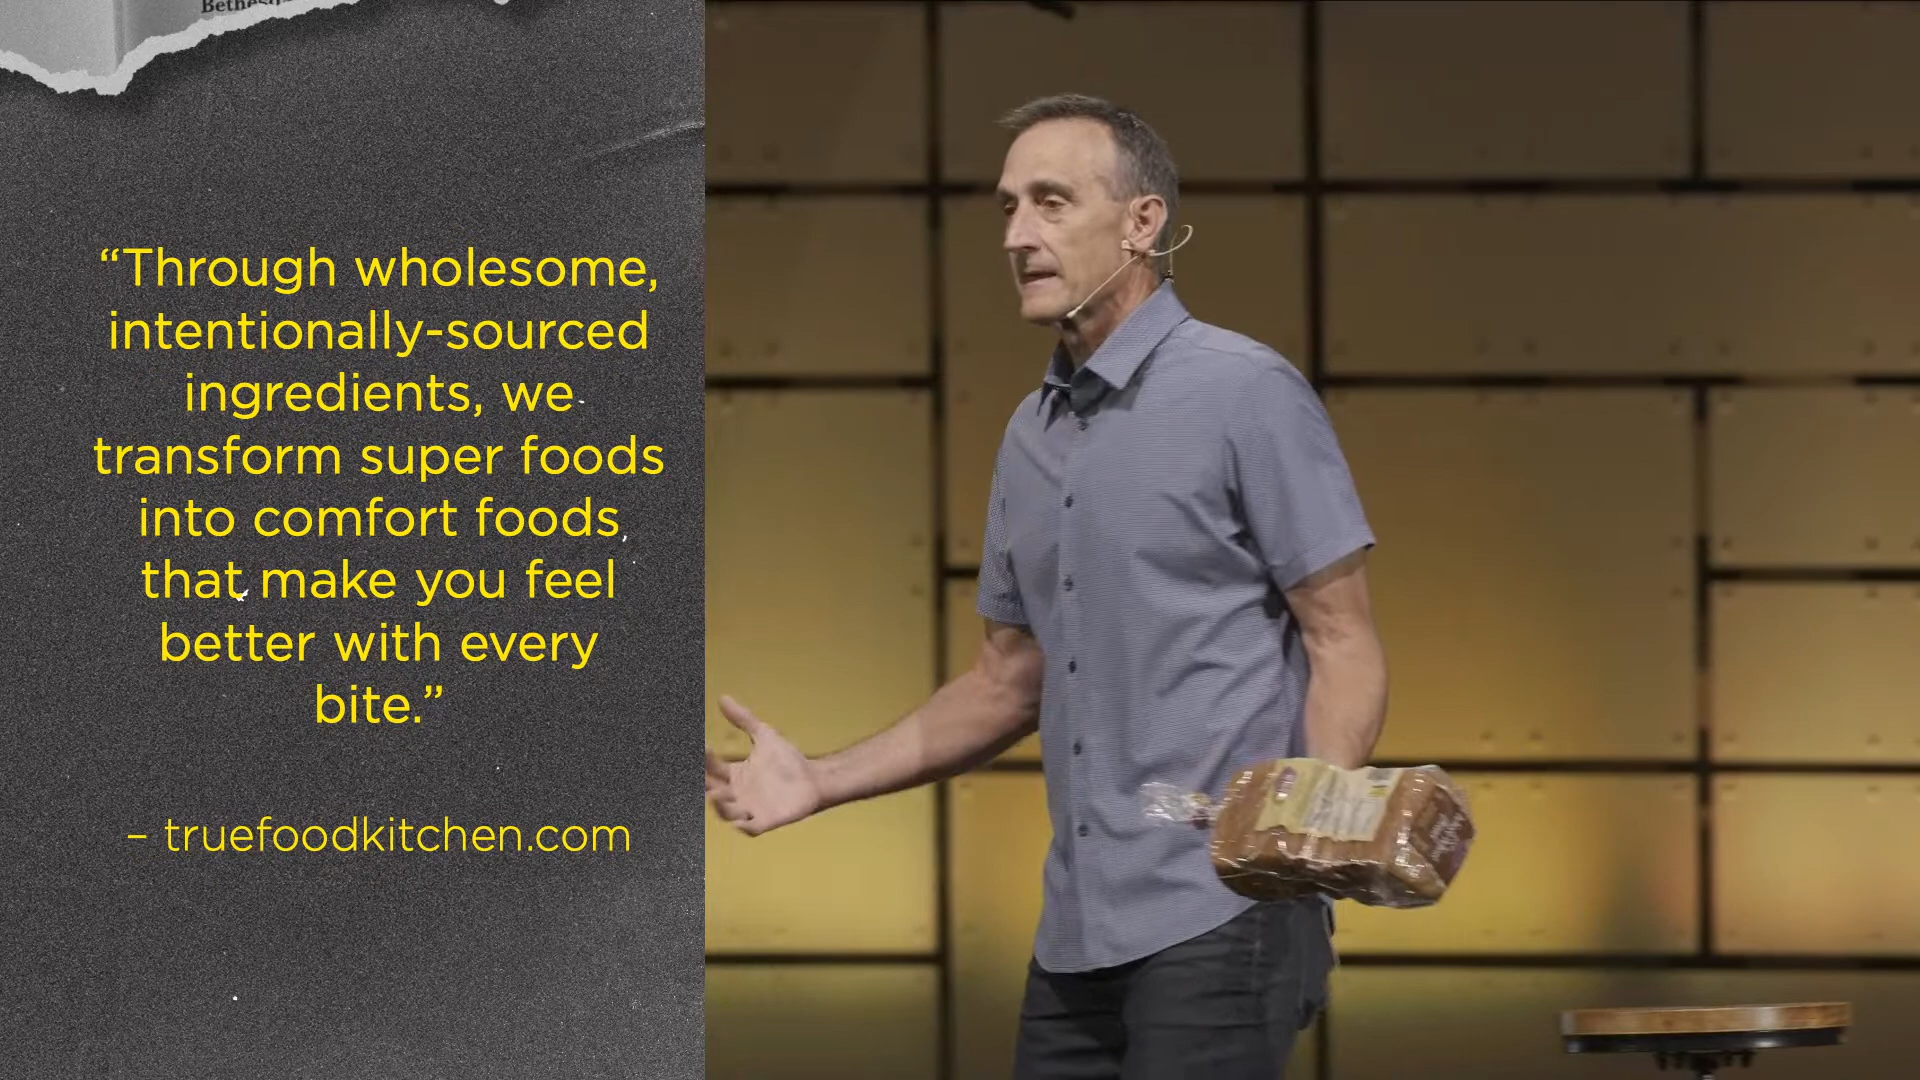 “Through wholesome,
intentionally-sourced
ingredients, we
transform super foods
into comfort foods
that make you feel
better with every
bite.”
– truefoodkitchen.com